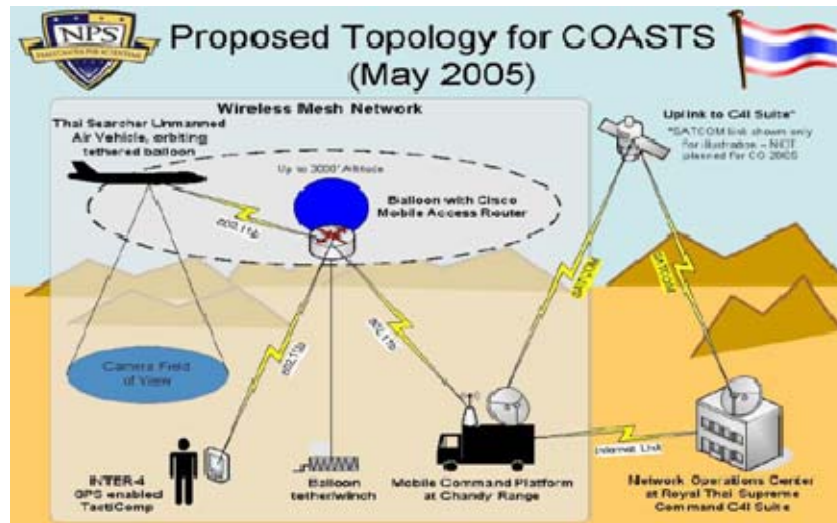 NPS
Proposed Topology for COASTS
(May 2005)
Wireless Mesh Network
Thai Searcher Unmanned
Air Vehicle, orbiting
tethered balloon
Up to 3000' Altitude
Balloon with Cisco
Mobile Access Router
Uplink to C4I Suite*
*SATCOM link shown only
for illustration – NOT
planned for CO 2005
802.11b
802.11b
802.11b
SATCOM
SATCOM
Camera Field
of View
Internet Link
INTER-4
GPS enabled
TactiComp
Balloon
tether/winch
Mobile Command Platform
at Chandy Range
Network Operations Center
at Royal Thai Supreme
Command C4I Suite